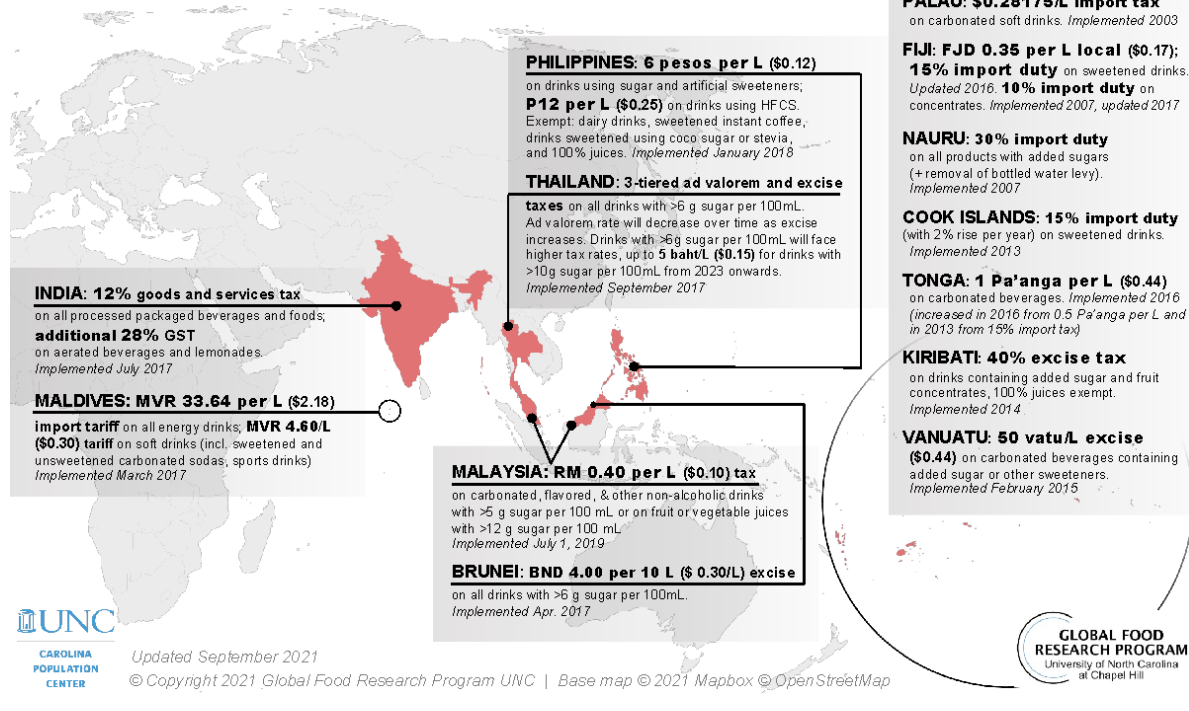 PHILIPPINES: 6 pesos per L ($0.12)
on drinks using sugar and artificial sweeteners;
P12 per L ($0.25) on drinks using HFCS.
Exempt: dairy drinks, sweetened instant coffee,
drinks sweetened using coco sugar or stevia,
and 100% juices. Implemented January 2018
THAILAND: 3-tiered ad valorem and excise
taxes on all drinks with >6 g sugar per 100mL.
Ad valorem rate will decrease over time as excise
increases. Drinks with >6g sugar per 100mL will face
higher tax rates, up to 5 baht/L ($0.15) for drinks with
>10g sugar per 100mL from 2023 onwards.
Implemented September 2017
INDIA: 12% goods and services tax
on all processed packaged beverages and foods;
additional 28% GST
on aerated beverages and lemonades.
Implemented July 2017
MALDIVES: MVR 33.64 per L ($2.18)
import tariff on all energy drinks; MVR 4.60/L
($0.30) tariff on soft drinks (incl. sweetened and
unsweetened carbonated sodas, sports drinks)
Implemented March 2017
MALAYSIA: RM 0.40 per L ($0.10) tax
on carbonated, flavored, & other non-alcoholic drinks
with >5 g sugar per 100 mL or on fruit or vegetable juices
with >12 g sugar per 100 mL
Implemented July 1, 2019
BRUNEI: BND 4.00 per 10 L ($ 0.30/L) excise
on all drinks with >6 g sugar per 100mL.
Implemented Apr. 2017
PALAU: $0.28175/L import tax
on carbonated soft drinks. Implemented 2003
FIJI: FJD 0.35 per L local ($0.17);
15% import duty on sweetened drinks.
Updated 2016. 10% import duty on
concentrates. Implemented 2007, updated 2017
NAURU: 30% import duty
on all products with added sugars
(+ removal of bottled water levy).
Implemented 2007
COOK ISLANDS: 15% import duty
(with 2% rise per year) on sweetened drinks.
Implemented 2013
TONGA: 1 Pa'anga per L ($0.44)
on carbonated beverages. Implemented 2016
(increased in 2016 from 0.5 Pa'anga per L and
in 2013 from 15% import tax)
KIRIBATI: 40% excise tax
on drinks containing added sugar and fruit
concentrates, 100% juices exempt.
Implemented 2014
VANUATU: 50 vatu/L excise
($0.44) on carbonated beverages containing
added sugar or other sweeteners.
Implemented February 2015
UNC
CAROLINA
POPULATION
CENTER
Updated September 2021
© Copyright 2021 Global Food Research Program UNC | Base map © 2021 Mapbox © OpenStreetMap
GLOBAL FOOD
RESEARCH PROGRAM
University of North Carolina
at Chapel Hill